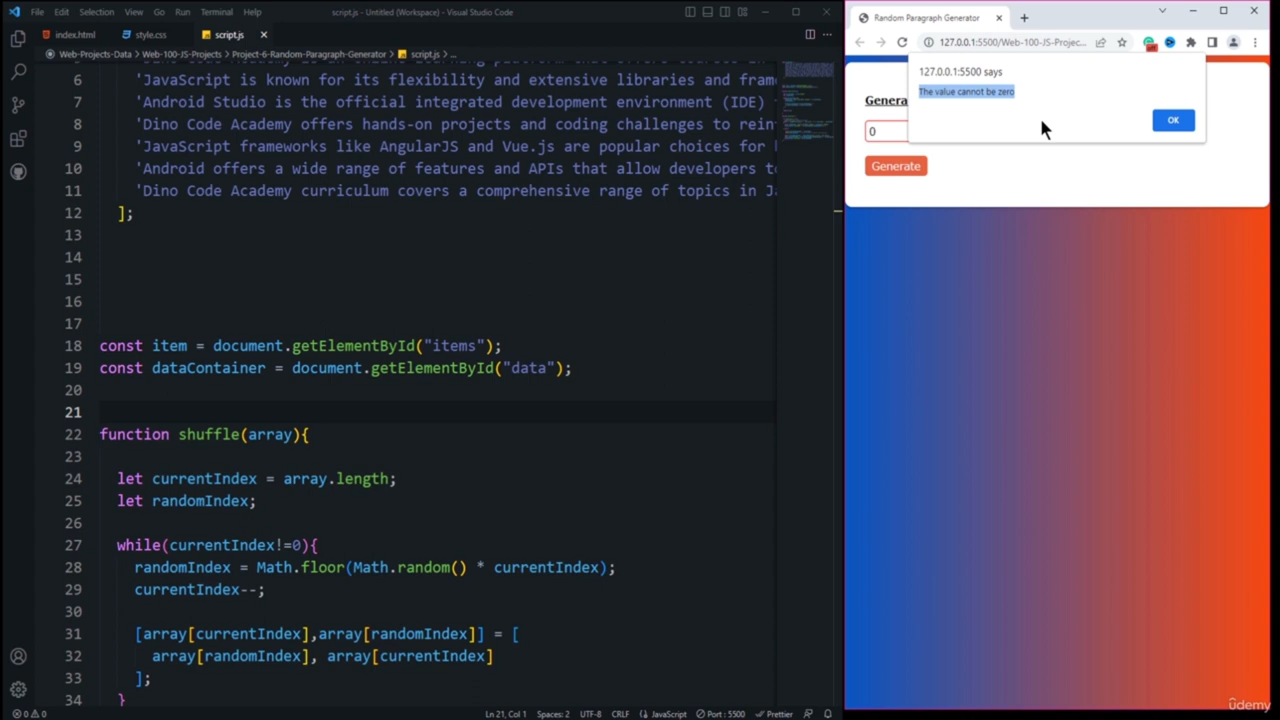 File Edit Selection View Go Run Terminal Help script.js - Untitled (Workspace) - Visual Studio Code
index.html style.css script.js
Web-Projects-Data > Web-100-JS-Projects > Project-6-Random-Paragraph-Generator > script.js > ...
6 'JavaScript is known for its flexibility and extensive libraries and fram
7 'Android Studio is the official integrated development environment (IDE)
8 'Dino Code Academy offers hands-on projects and coding challenges to rein
9 'JavaScript frameworks like AngularJS and Vue.js are popular choices for
10 'Android offers a wide range of features and APIs that allow developers t
11 'Dino Code Academy curriculum covers a comprehensive range of topics in J
12 ];
13
14
15
16
17
18 const item = document.getElementById("items");
19 const dataContainer = document.getElementById("data");
20
21
22 function shuffle(array){
23
24 let currentIndex = array.length;
25 let randomIndex;
26
27 while(currentIndex!=0){
28 randomIndex = Math.floor(Math.random() * currentIndex);
29 currentIndex--;
30
31 [array[currentIndex],array[randomIndex]] = [
32 array[randomIndex], array[currentIndex]
33 ];
34 }
0 0 Ln 21, Col 1 Spaces: 2 UTF-8 CRLF JavaScript Port : 5500 Prettier
Random Paragraph Generator
127.0.0.1:5500/Web-100-JS-Projec...
127.0.0.1:5500 says
The value cannot be zero
OK
Genera
0
Generate
udemy